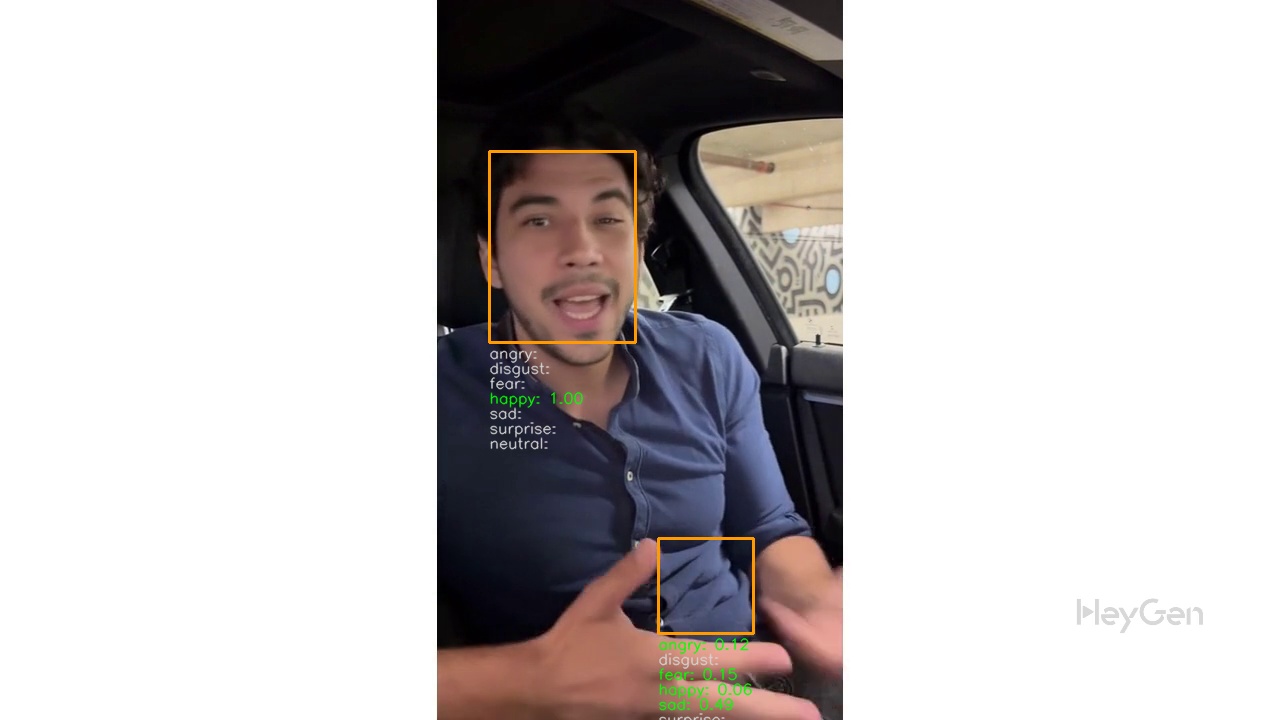 angry:
disgust:
fear:
happy: 1.00
sad:
surprise:
neutral:
HeyGen
angry: 0.12
disgust:
fear: 0.15
happy: 0.06
sad: 0.49
surprise: